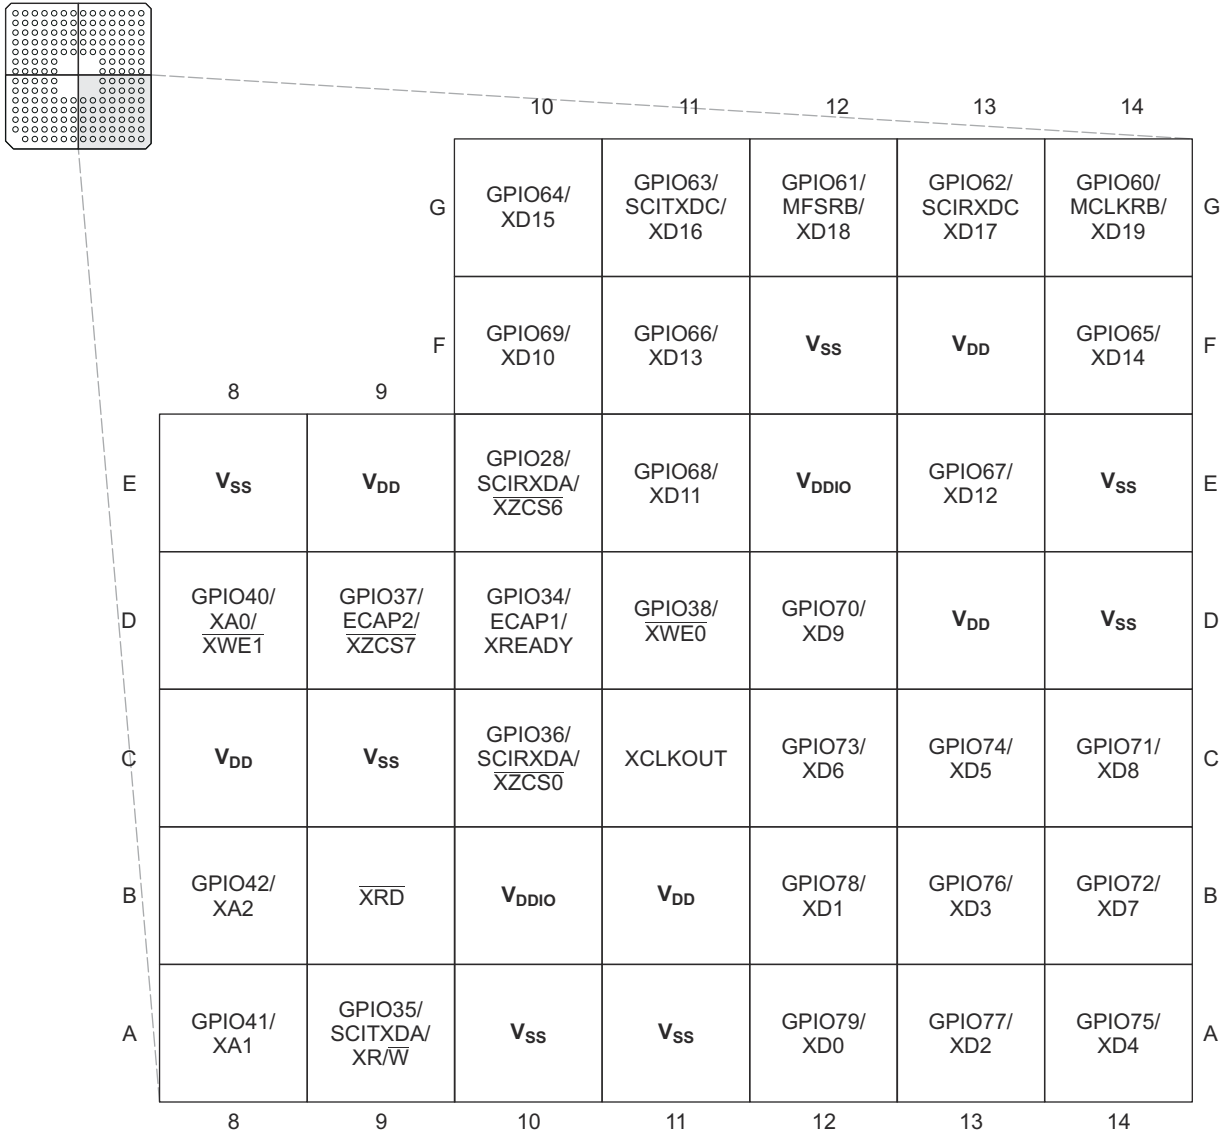 10 11 12 13 14
G GPIO64/ GPIO63/ GPIO61/ GPIO62/ GPIO60/ G
XD15 SCITXDC/ MFSRB/ SCIRXDC MCLKRB/
XD16 XD18 XD17 XD19
F GPIO69/ GPIO66/ VSS VDD GPIO65/ F
XD10 XD13 XD14
8 9
E VSS VDD GPIO28/ GPIO68/ VDDIO GPIO67/ VSS E
SCIRXDA/ XD11 XD12
XZCS6
D GPIO40/ GPIO37/ GPIO34/ GPIO38/ GPIO70/ VDD VSS D
XA0/ ECAP2/ ECAP1/ XWE0 XD9
XWE1 XZCS7 XREADY
C VDD VSS GPIO36/ XCLKOUT GPIO73/ GPIO74/ GPIO71/ C
SCIRXDA/ XD6 XD5 XD8
XZCS0
B GPIO42/ XRD VDDIO VDD GPIO78/ GPIO76/ GPIO72/ B
XA2 XD1 XD3 XD7
A GPIO41/ GPIO35/ VSS VSS GPIO79/ GPIO77/ GPIO75/ A
XA1 SCITXDA/ XD0 XD2 XD4
XR/W
8 9 10 11 12 13 14